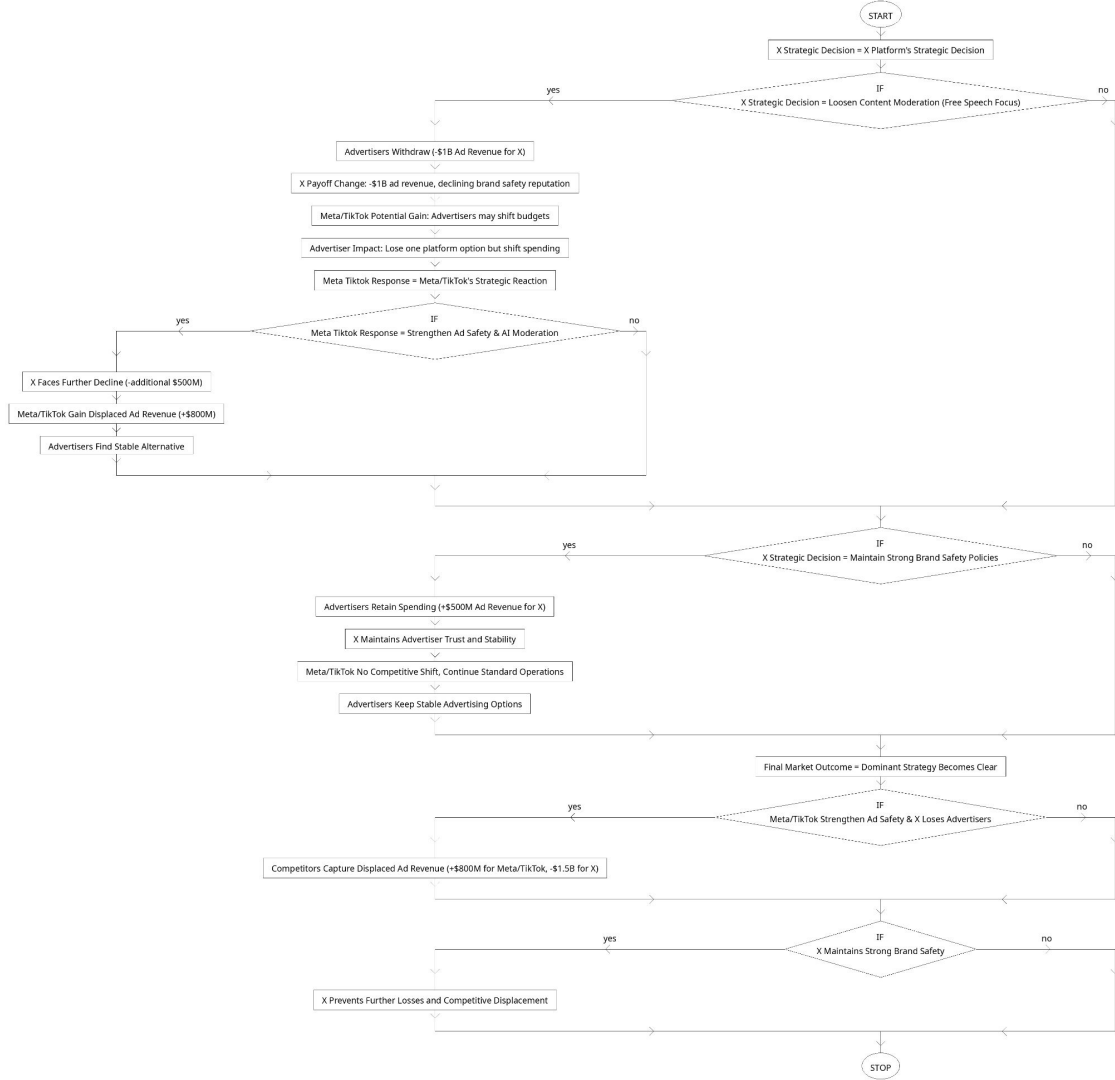 START
X Strategic Decision = X Platform's Strategic Decision
IF
X Strategic Decision = Loosen Content Moderation (Free Speech Focus)
yes
no
Advertisers Withdraw (-$1B Ad Revenue for X)
X Payoff Change: -$1B ad revenue, declining brand safety reputation
Meta/TikTok Potential Gain: Advertisers may shift budgets
Advertiser Impact: Lose one platform option but shift spending
Meta Tiktok Response = Meta/TikTok's Strategic Reaction
IF
Meta Tiktok Response = Strengthen Ad Safety & AI Moderation
yes
no
X Faces Further Decline (-additional $500M)
Meta/TikTok Gain Displaced Ad Revenue (+$800M)
Advertisers Find Stable Alternative
IF
X Strategic Decision = Maintain Strong Brand Safety Policies
yes
no
Advertisers Retain Spending (+$500M Ad Revenue for X)
X Maintains Advertiser Trust and Stability
Meta/TikTok No Competitive Shift, Continue Standard Operations
Advertisers Keep Stable Advertising Options
Final Market Outcome = Dominant Strategy Becomes Clear
IF
Meta/TikTok Strengthen Ad Safety & X Loses Advertisers
yes
no
Competitors Capture Displaced Ad Revenue (+$800M for Meta/TikTok, -$1.5B for X)
IF
X Maintains Strong Brand Safety
yes
no
X Prevents Further Losses and Competitive Displacement
STOP